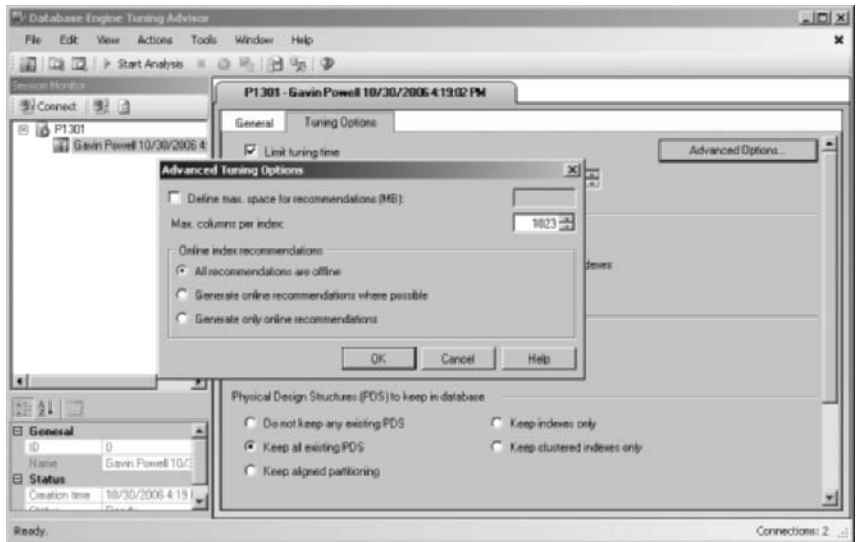 Database Engine Tuning Advisor
File Edit View Actions Tools Window Help
Start Analysis
Session Monitor
Connect
P1301
Gavin Powell 10/30/2006 4:
P1301 - Gavin Powell 10/30/2006 4:19:02 PM
General Tuning Options
Limit tuning time
Advanced Options...
Advanced Tuning Options
Define max. space for recommendations (MB):
Max. columns per index: 1023
Online index recommendations
All recommendations are offline
Generate online recommendations where possible
Generate only online recommendations
OK Cancel Help
dexes
Physical Design Structures (PDS) to keep in database
Do not keep any existing PDS
Keep indexes only
Keep all existing PDS
Keep clustered indexes only
Keep aligned partitioning
General
ID 0
Name Gavin Powell 10/3
Status
Creation time 10/30/2006 4:19
Ready.
Connections: 2